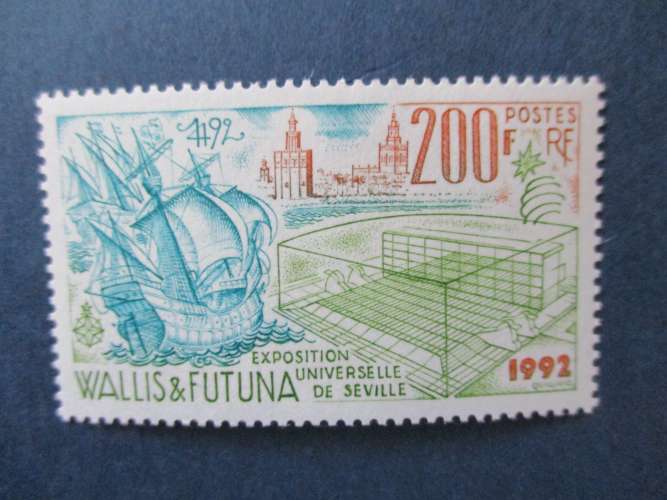 1492
200F
POSTES
RF
EXPOSITION
UNIVERSELLE
DE SEVILLE
WALLIS & FUTUNA
1992